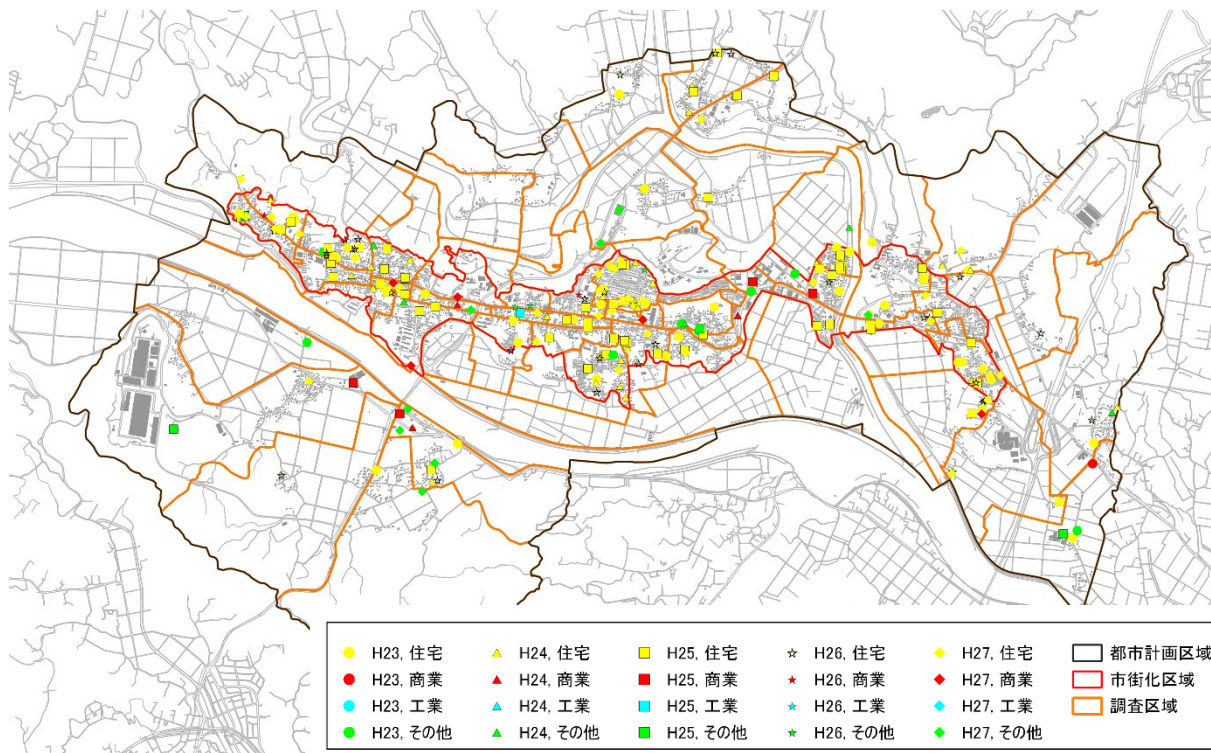 H23, 住宅 H24, 住宅 H25, 住宅 H26, 住宅 H27, 住宅 都市計画区域
H23, 商業 H24, 商業 H25, 商業 H26, 商業 H27, 商業 市街化区域
H23, 工業 H24, 工業 H25, 工業 H26, 工業 H27, 工業 調査区域
H23, その他 H24, その他 H25, その他 H26, その他 H27, その他